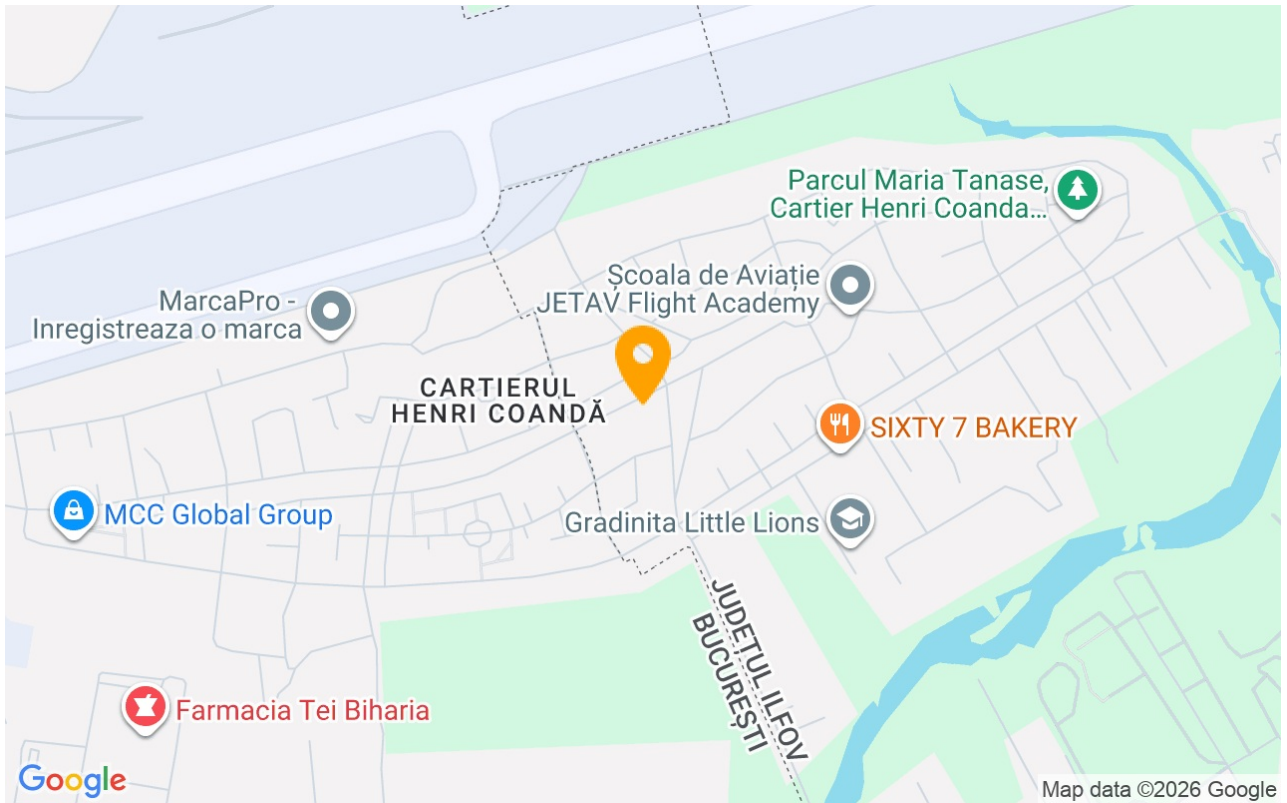 Parcul Maria Tanase,
Cartier Henri Coanda...
Școala de Aviație
JETAV Flight Academy
MarcaPro -
Inregistreaza o marca
CARTIERUL
HENRI COANDĂ
SIXTY 7 BAKERY
MCC Global Group
Gradinita Little Lions
JUDEȚUL ILFOV
BUCUREȘTI
Farmacia Tei Biharia
Google
Map data ©2026 Google